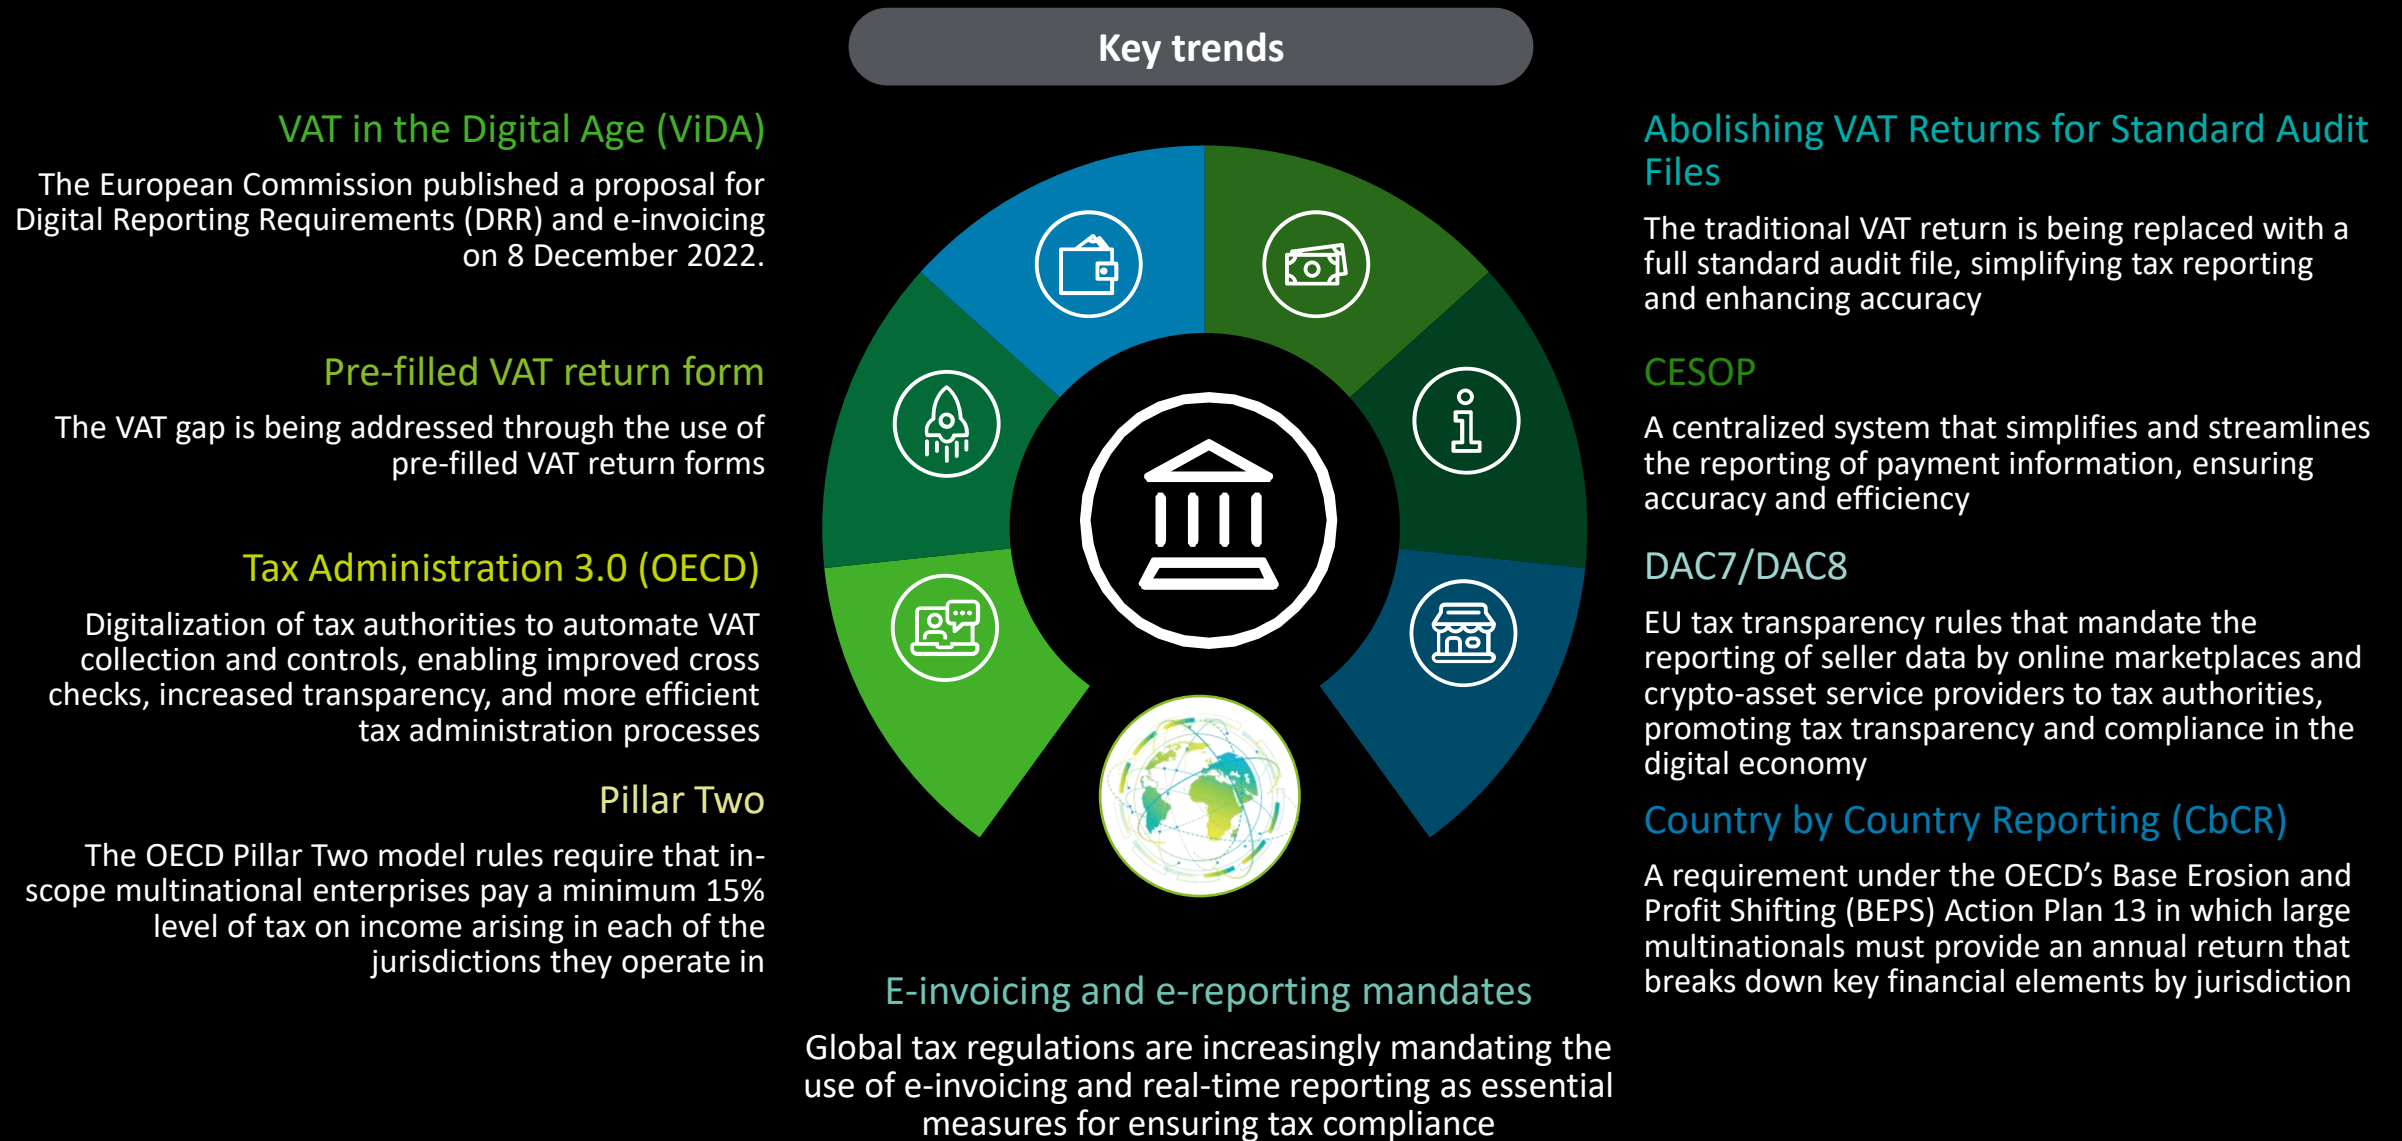 Key trends
VAT in the Digital Age (ViDA)
The European Commission published a proposal for
Digital Reporting Requirements (DRR) and e-invoicing
on 8 December 2022.
Pre-filled VAT return form
The VAT gap is being addressed through the use of
pre-filled VAT return forms
Tax Administration 3.0 (OECD)
Digitalization of tax authorities to automate VAT
collection and controls, enabling improved cross
checks, increased transparency, and more efficient
tax administration processes
Pillar Two
The OECD Pillar Two model rules require that in-
scope multinational enterprises pay a minimum 15%
level of tax on income arising in each of the
jurisdictions they operate in
E-invoicing and e-reporting mandates
Global tax regulations are increasingly mandating the
use of e-invoicing and real-time reporting as essential
measures for ensuring tax compliance
Abolishing VAT Returns for Standard Audit
Files
The traditional VAT return is being replaced with a
full standard audit file, simplifying tax reporting
and enhancing accuracy
CESOP
A centralized system that simplifies and streamlines
the reporting of payment information, ensuring
accuracy and efficiency
DAC7/DAC8
EU tax transparency rules that mandate the
reporting of seller data by online marketplaces and
crypto-asset service providers to tax authorities,
promoting tax transparency and compliance in the
digital economy
Country by Country Reporting (CbCR)
A requirement under the OECD’s Base Erosion and
Profit Shifting (BEPS) Action Plan 13 in which large
multinationals must provide an annual return that
breaks down key financial elements by jurisdiction